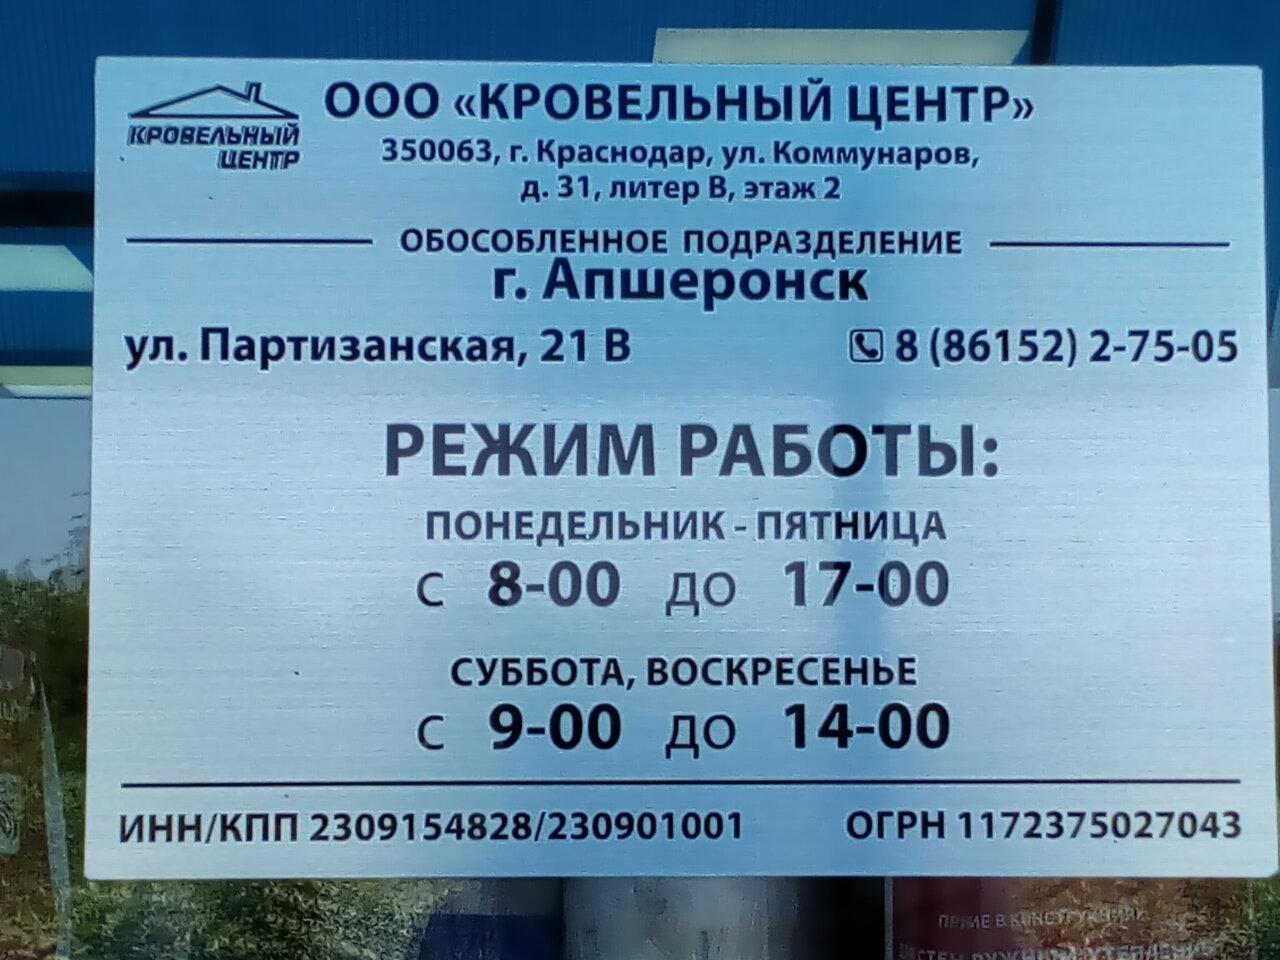 КРОВЕЛЬНЫЙ
ЦЕНТР
ООО «КРОВЕЛЬНЫЙ ЦЕНТР»
350063, г. Краснодар, ул. Коммунаров,
д. 31, литер В, этаж 2
ОБОСОБЛЕННОЕ ПОДРАЗДЕЛЕНИЕ
г. Апшеронск
ул. Партизанская, 21 В
8 (86152) 2-75-05
РЕЖИМ РАБОТЫ:
ПОНЕДЕЛЬНИК - ПЯТНИЦА
С 8-00 ДО 17-00
СУББОТА, ВОСКРЕСЕНЬЕ
С 9-00 ДО 14-00
ИНН/КПП 2309154828/230901001
ОГРН 1172375027043
В КОНСТРУКЦИЯХ